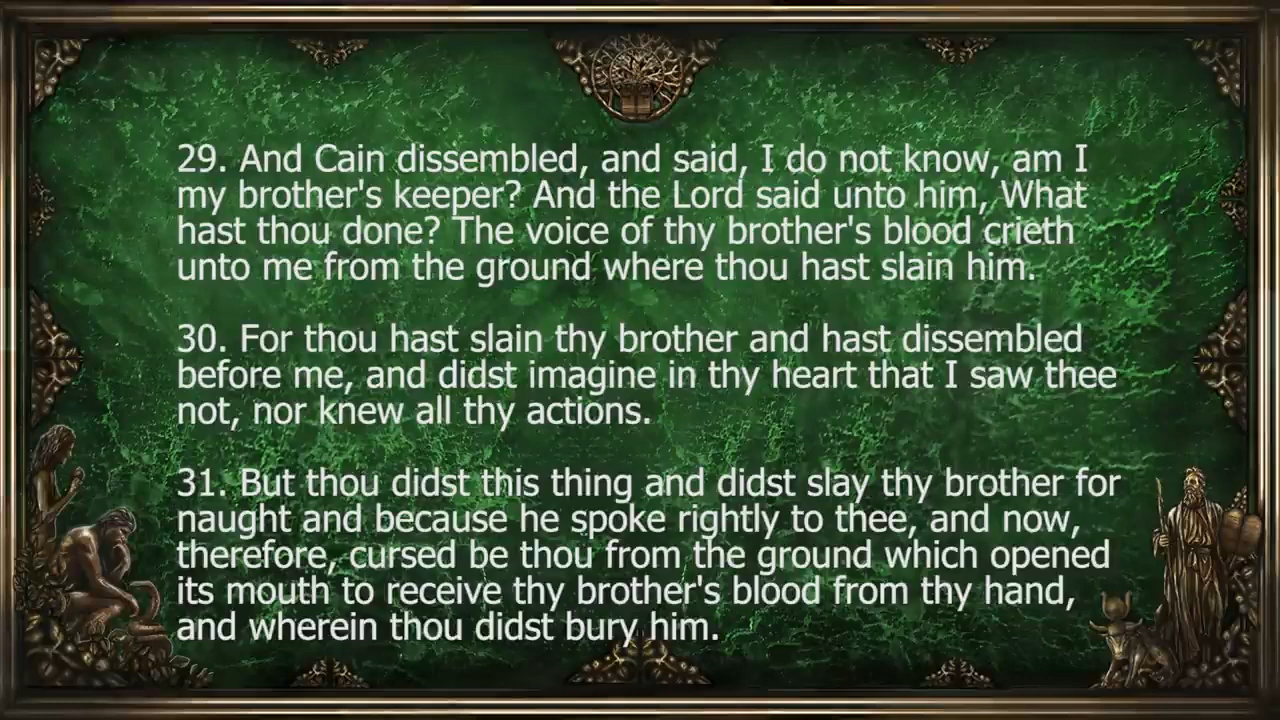 29. And Cain dissembled, and said, I do not know, am I
my brother's keeper? And the Lord said unto him, What
hast thou done? The voice of thy brother's blood crieth
unto me from the ground where thou hast slain him.
30. For thou hast slain thy brother and hast dissembled
before me, and didst imagine in thy heart that I saw thee
not, nor knew all thy actions.
31. But thou didst this thing and didst slay thy brother for
naught and because he spoke rightly to thee, and now,
therefore, cursed be thou from the ground which opened
its mouth to receive thy brother's blood from thy hand,
and wherein thou didst bury him.